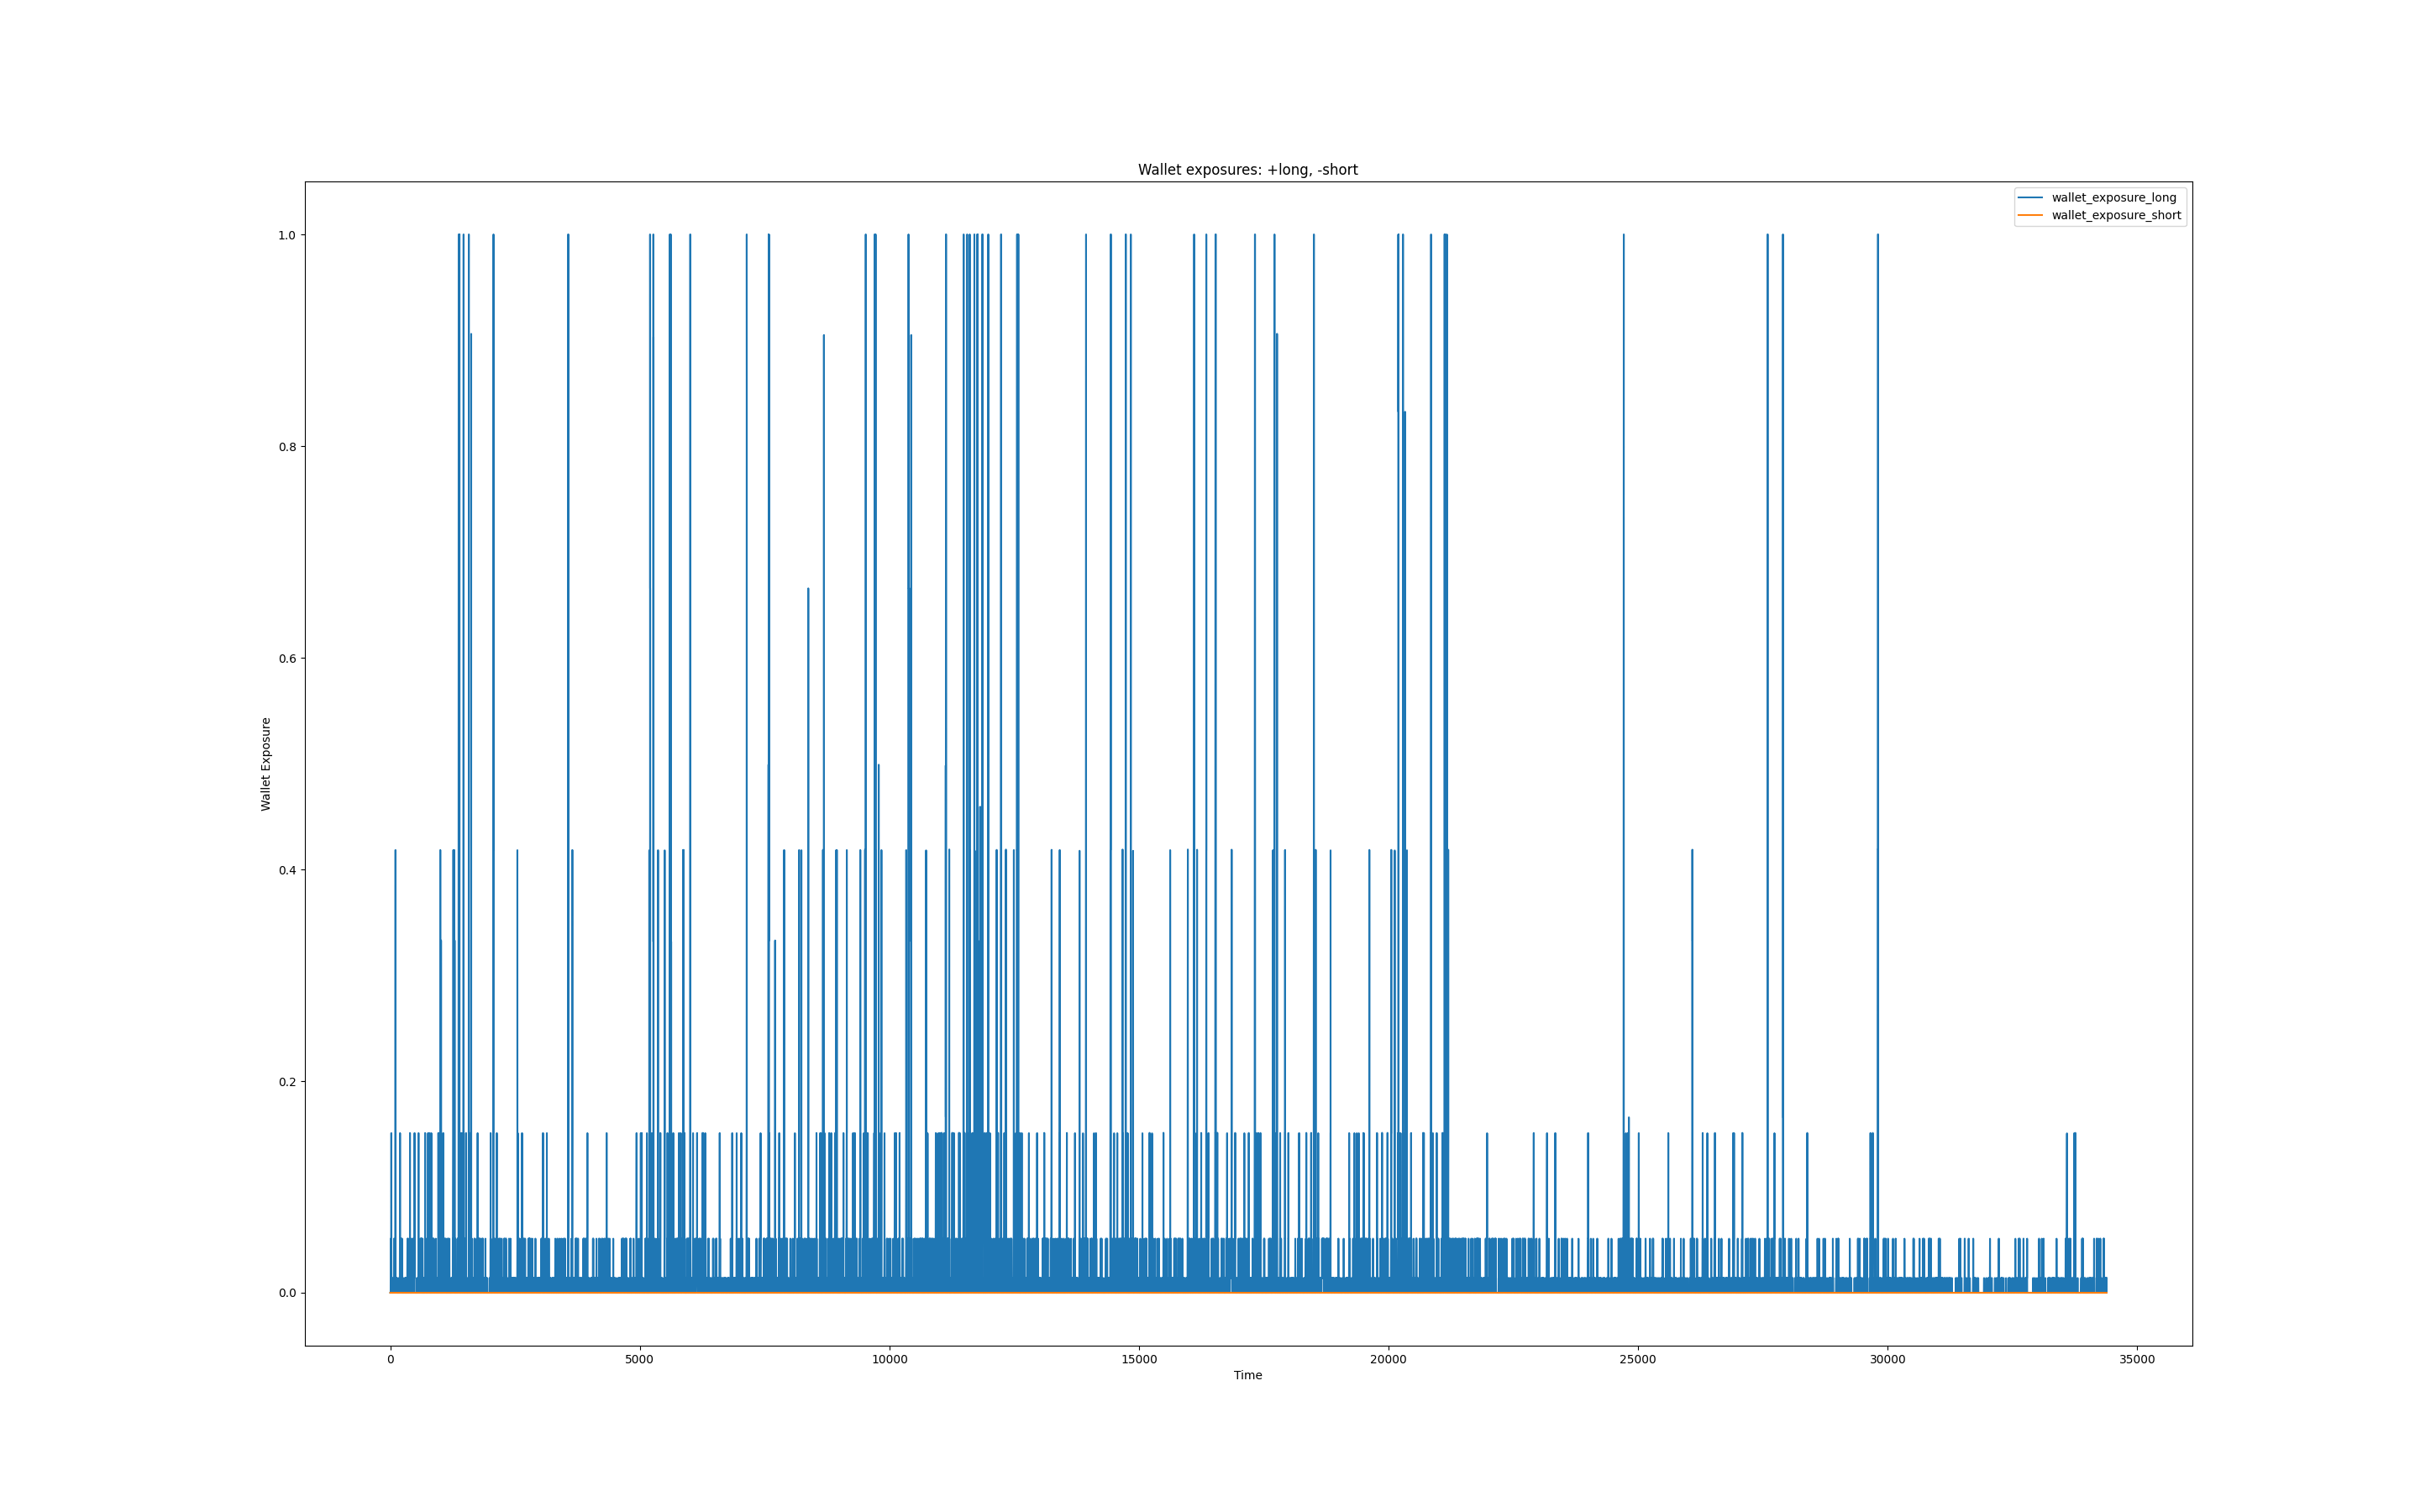 Wallet exposures: +long, -short
wallet_exposure_long
wallet_exposure_short
1.0
0.8
0.6
0.4
0.2
0.0
Wallet Exposure
0 5000 10000 15000 20000 25000 30000 35000
Time